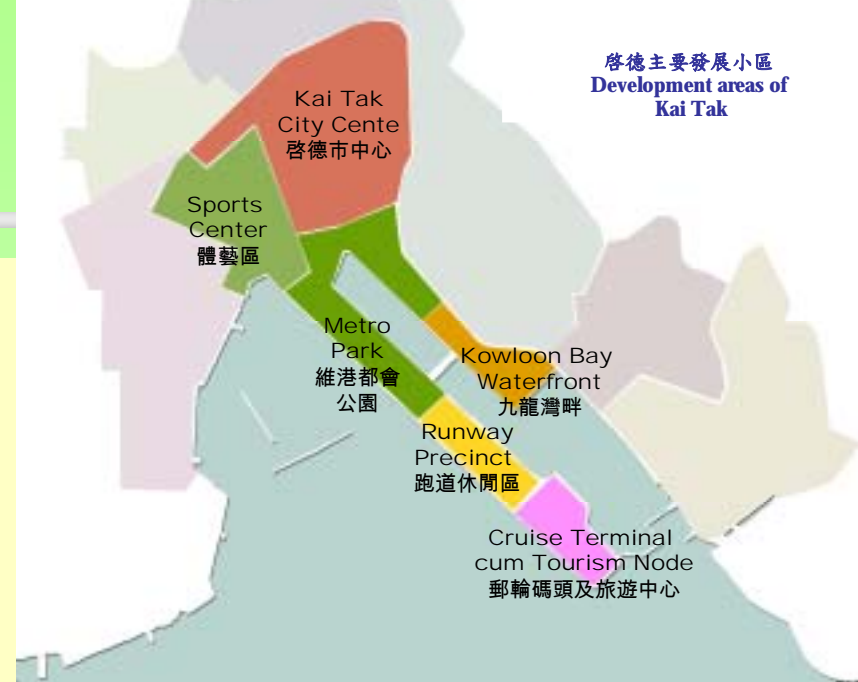 啓德主要發展小區
Development areas of
Kai Tak
Kai Tak
City Cente
啓德市中心
Sports
Center
體藝區
Metro
Park
維港都會
公園
Kowloon Bay
Waterfront
九龍灣畔
Runway
Precinct
跑道休閒區
Cruise Terminal
cum Tourism Node
郵輪碼頭及旅遊中心